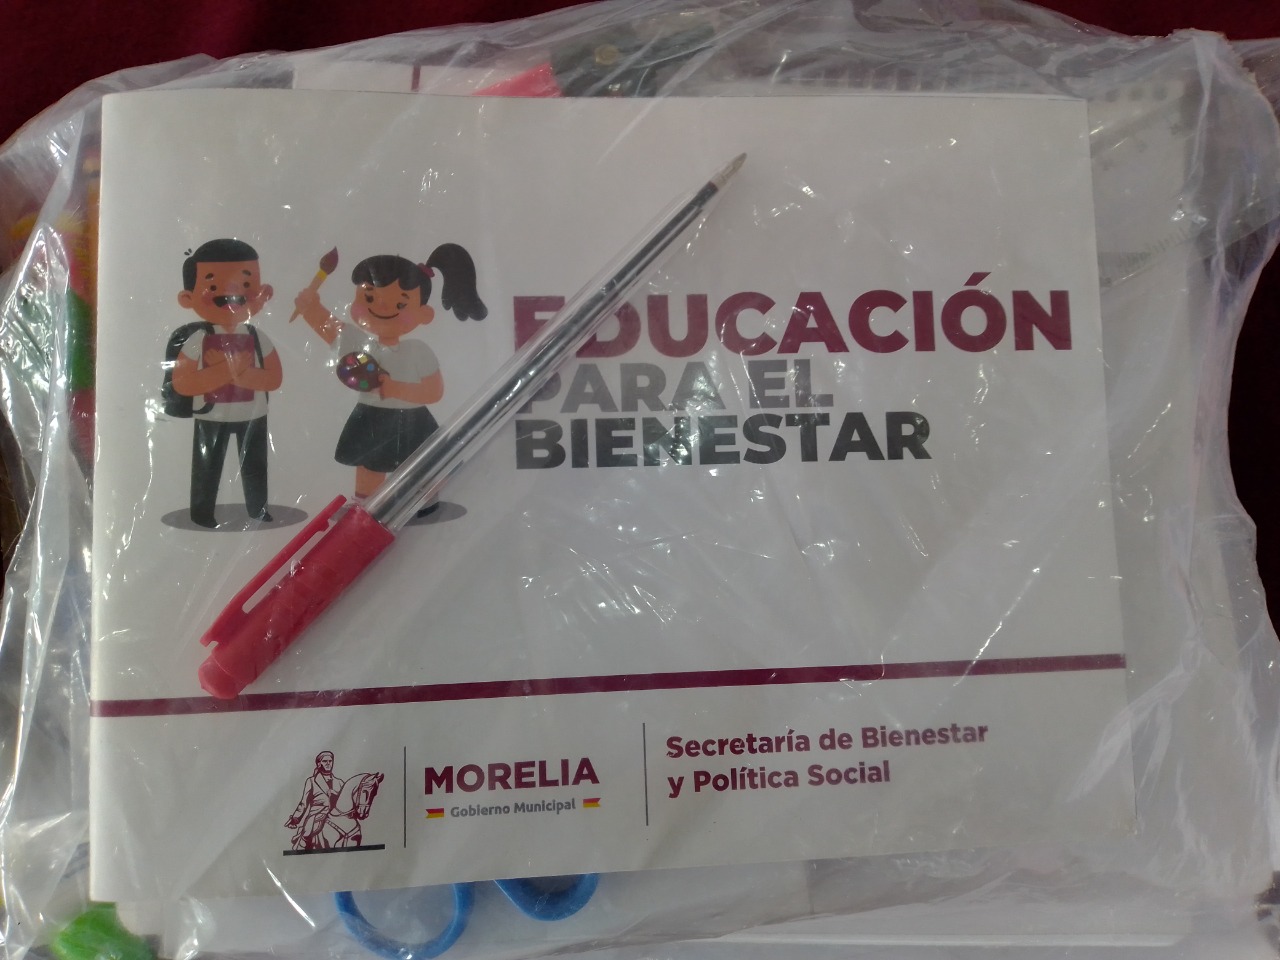 EDUCACIÓN
PARA EL
BIENESTAR
MORELIA
Gobierno Municipal
Secretaría de Bienestar
y Política Social